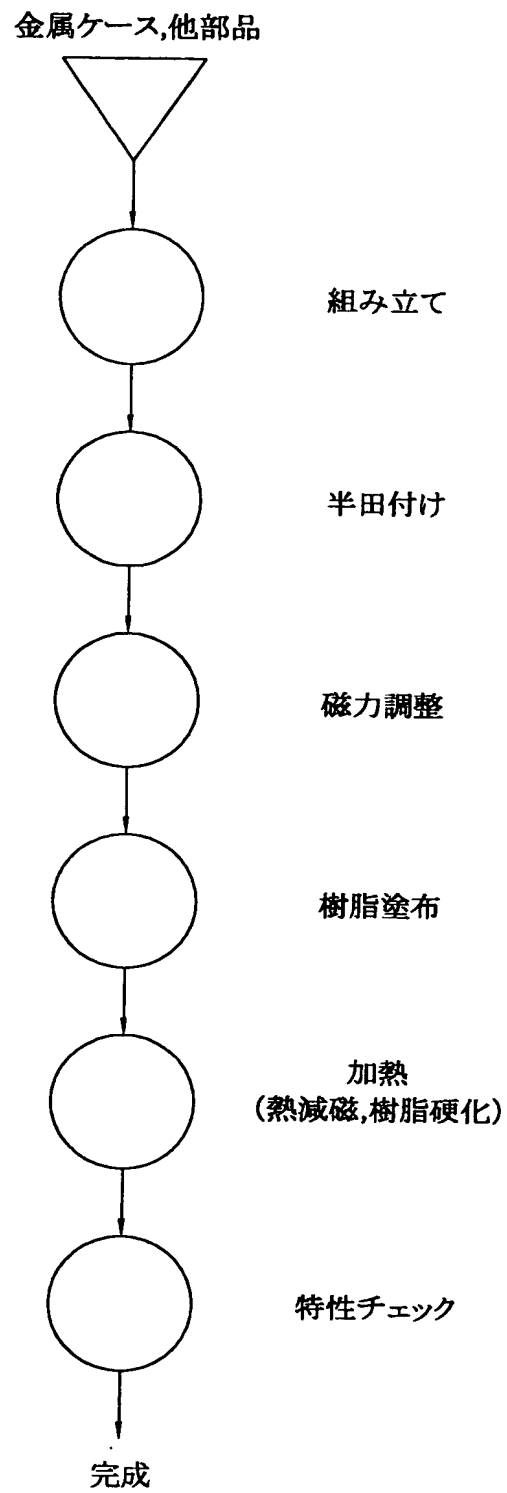 金属ケース,他部品
組み立て
半田付け
磁力調整
樹脂塗布
加熱
(熱減磁,樹脂硬化)
特性チェック
完成